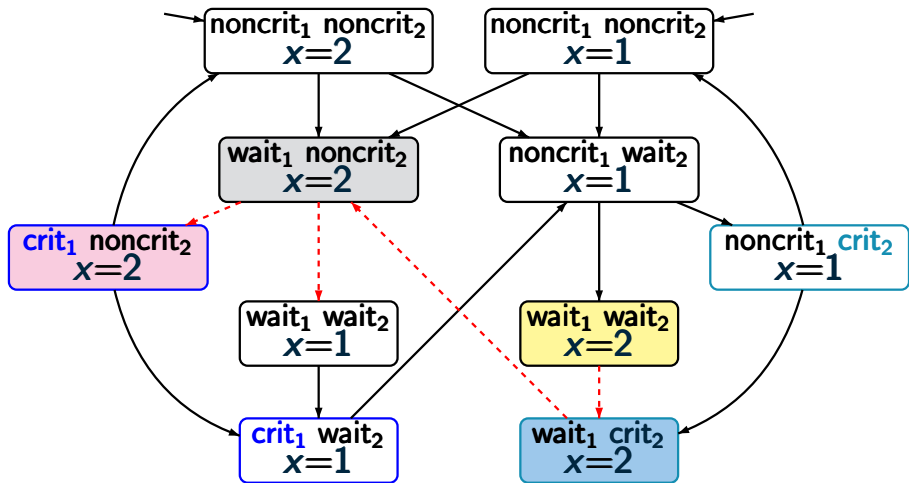 noncrit₁ noncrit₂
x=2
noncrit₁ noncrit₂
x=1
wait₁ noncrit₂
x=2
noncrit₁ wait₂
x=1
crit₁ noncrit₂
x=2
noncrit₁ crit₂
x=1
wait₁ wait₂
x=1
wait₁ wait₂
x=2
crit₁ wait₂
x=1
wait₁ crit₂
x=2